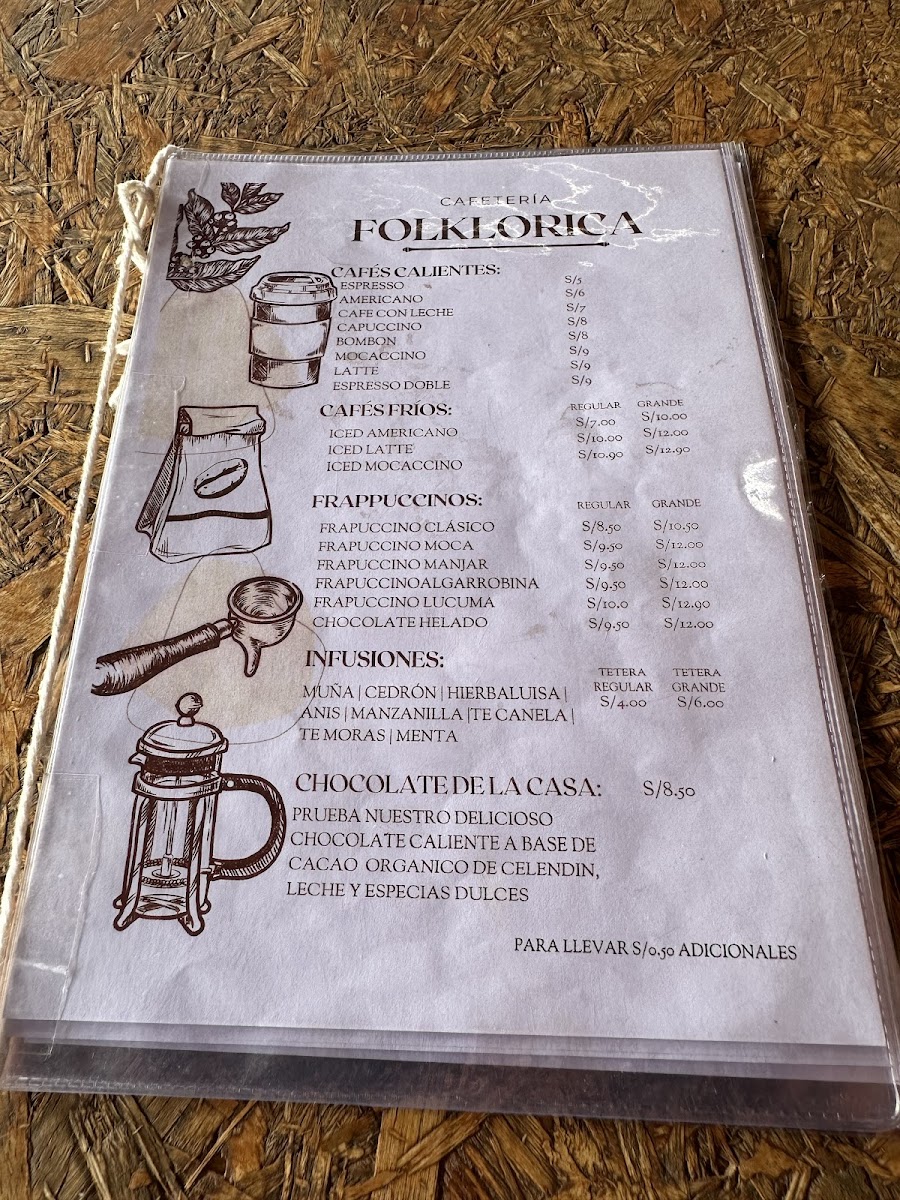 CAFETERÍA
FOLKLORICA
CAFÉS CALIENTES:
ESPRESSO S/5
AMERICANO S/6
CAFE CON LECHE S/7
CAPUCCINO S/8
BOMBON S/8
MOCACCINO S/9
LATTE S/9
ESPRESSO DOBLE S/9
CAFÉS FRÍOS: REGULAR GRANDE
ICED AMERICANO S/7.00 S/10.00
ICED LATTE S/10.00 S/12.00
ICED MOCACCINO S/10.90 S/12.90
FRAPPUCCINOS: REGULAR GRANDE
FRAPUCCINO CLÁSICO S/8.50 S/10.50
FRAPUCCINO MOCA S/9.50 S/12.00
FRAPUCCINO MANJAR S/9.50 S/12.00
FRAPUCCINOALGARROBINA S/9.50 S/12.00
FRAPUCCINO LUCUMA S/10.0 S/12.90
CHOCOLATE HELADO S/9.50 S/12.00
INFUSIONES:
TETERA TETERA
REGULAR GRANDE
S/4.00 S/6.00
MUÑA | CEDRÓN | HIERBALUISA |
ANIS | MANZANILLA |TE CANELA |
TE MORAS | MENTA
CHOCOLATE DE LA CASA: S/8.50
PRUEBA NUESTRO DELICIOSO
CHOCOLATE CALIENTE A BASE DE
CACAO ORGANICO DE CELENDIN,
LECHE Y ESPECIAS DULCES
PARA LLEVAR S/0.50 ADICIONALES